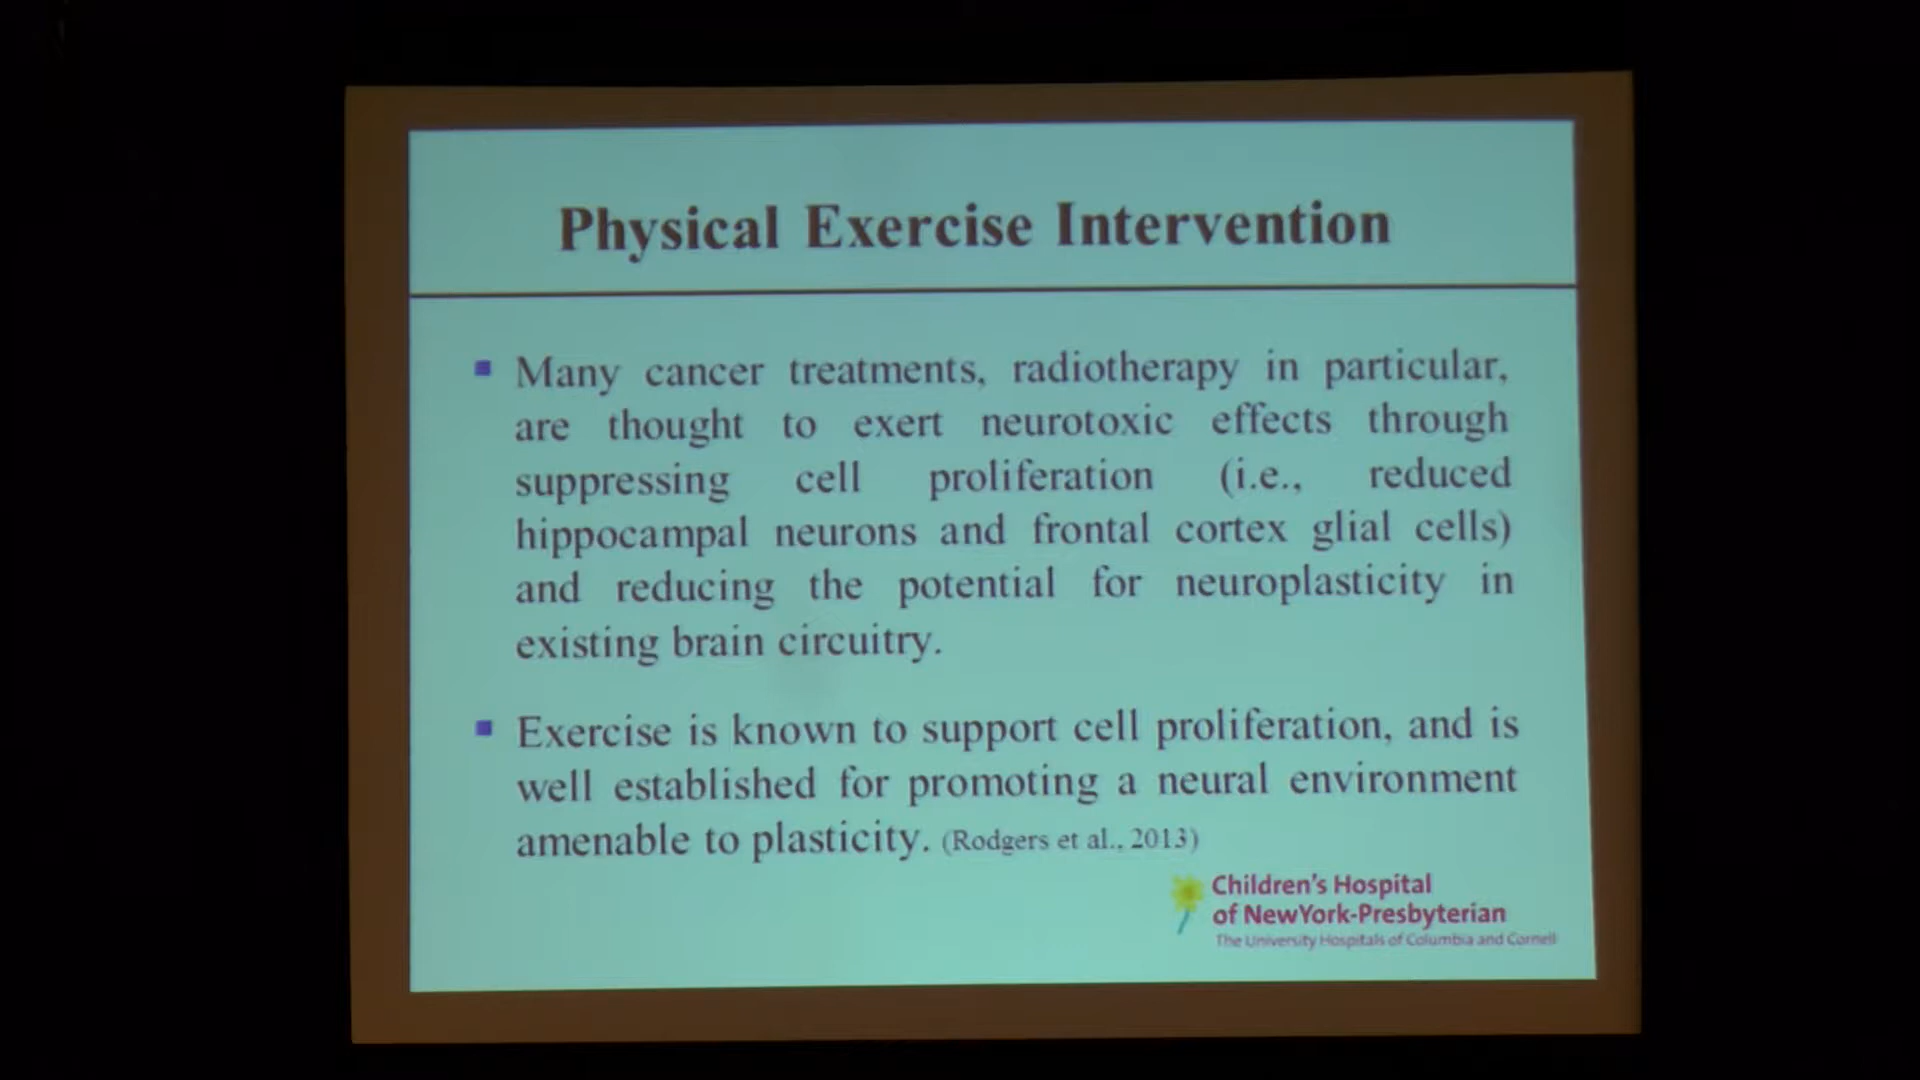 Physical Exercise Intervention
▪ Many cancer treatments, radiotherapy in particular,
are thought to exert neurotoxic effects through
suppressing cell proliferation (i.e., reduced
hippocampal neurons and frontal cortex glial cells)
and reducing the potential for neuroplasticity in
existing brain circuitry.
▪ Exercise is known to support cell proliferation, and is
well established for promoting a neural environment
amenable to plasticity. (Rodgers et al., 2013)
Children's Hospital
of NewYork-Presbyterian
The University Hospitals of Columbia and Cornell